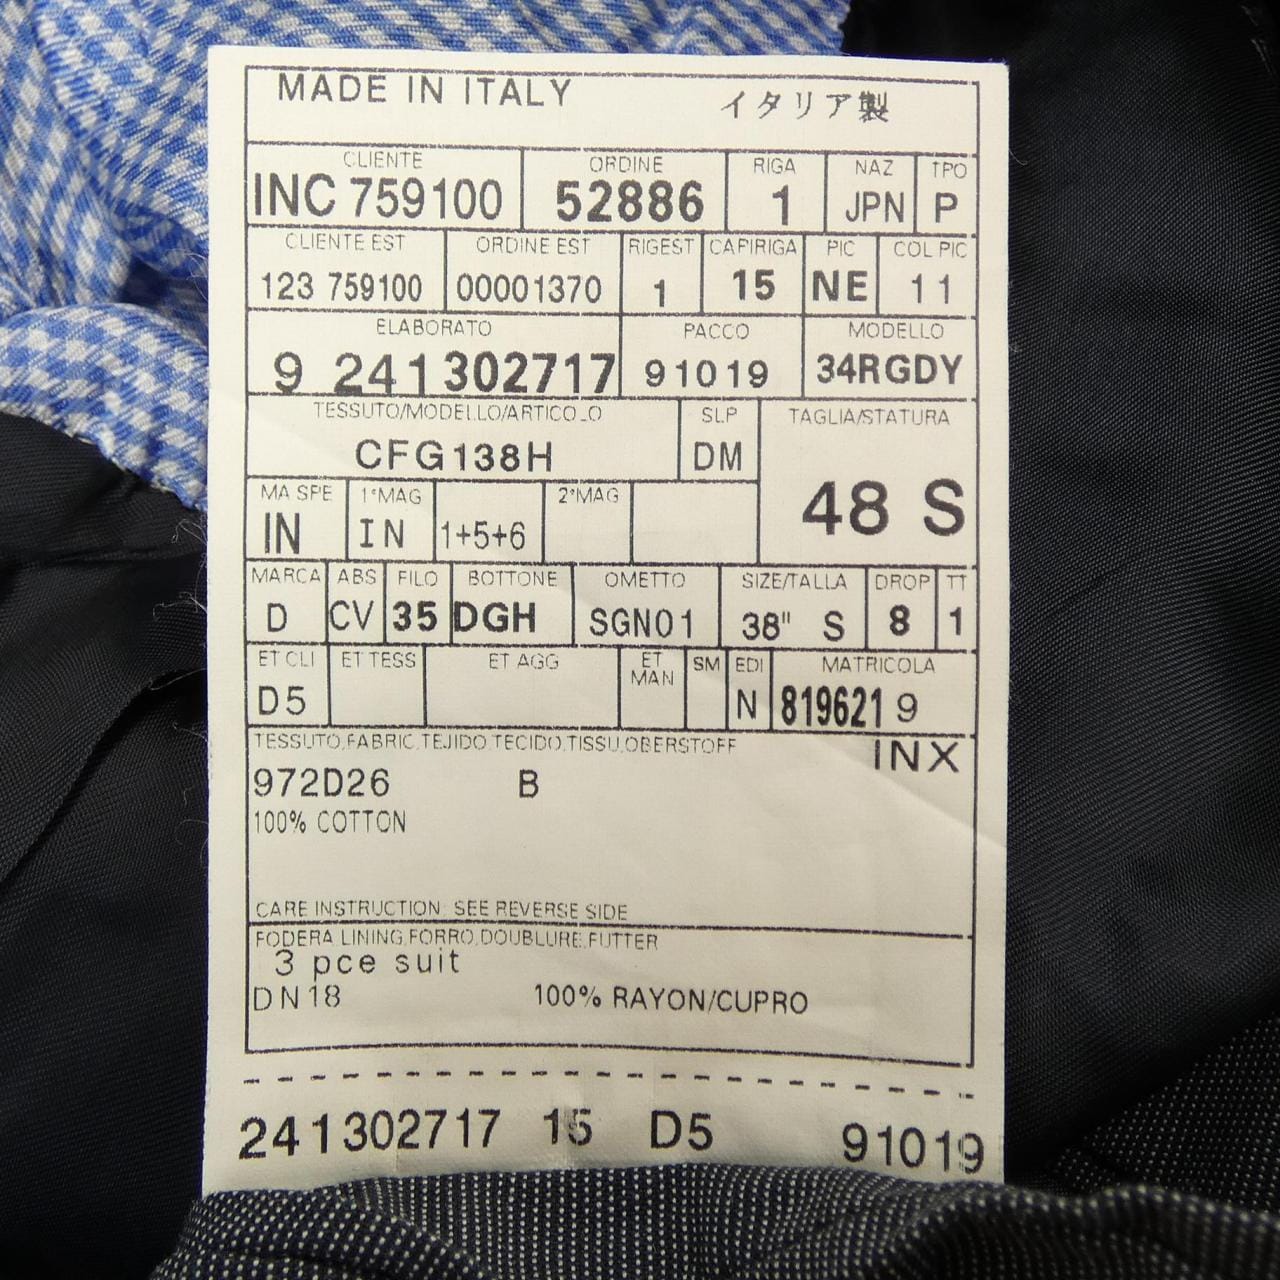 MADE IN ITALY イタリア製
CLIENTE ORDINE RIGA NAZ TPO
INC 759100 52886 1 JPN P
CLIENTE EST ORDINE EST RIGEST CAPIRIGA PIC COL PIC
123 759100 00001370 1 15 NE 11
ELABORATO PACCO MODELLO
9 241302717 91019 34RGDY
TESSUTO/MODELLO/ARTICOLO SLP TAGLIA/STATURA
CFG138H DM 48 S
MA SPE 1°MAG 2°MAG
IN IN 1+5+6
MARCA ABS FILO BOTTONE OMETTO SIZE/TALLA DROP TT
D CV 35 DGH SGN01 38" S 8 1
ET CLI ET TESS ET AGG ET MAN SM EDI MATRICOLA
D5 N 819621 9
TESSUTO,FABRIC,TEJIDO,TECIDO,TISSU,OBERSTOFF INX
972D26 B
100% COTTON
CARE INSTRUCTION: SEE REVERSE SIDE
FODERA LINING,FORRO,DOUBLURE,FUTTER
3 pce suit
DN18 100% RAYON/CUPRO
241302717 15 D5 91019